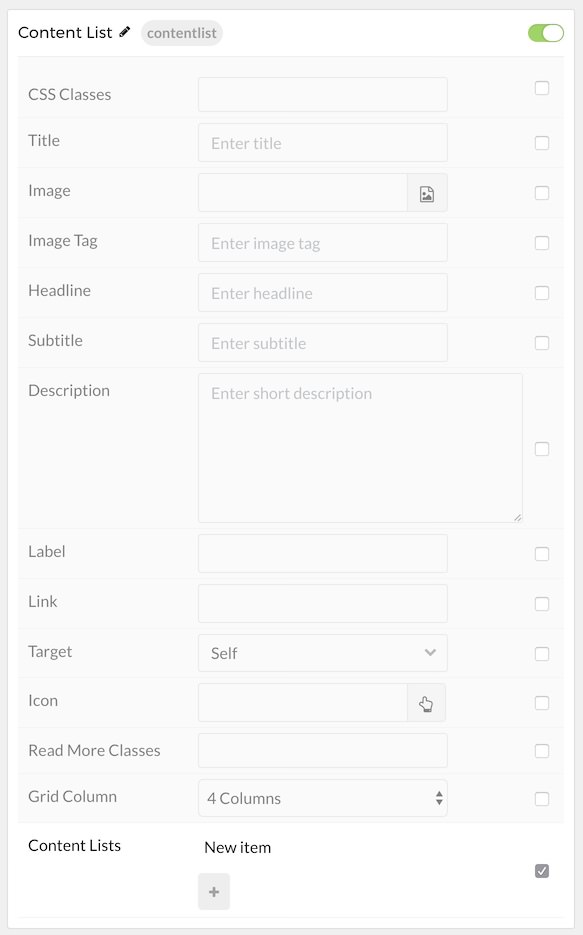 Content List contentlist
CSS Classes
Title Enter title
Image
Image Tag Enter image tag
Headline Enter headline
Subtitle Enter subtitle
Description Enter short description
Label
Link
Target Self
Icon
Read More Classes
Grid Column 4 Columns
Content Lists New item
+